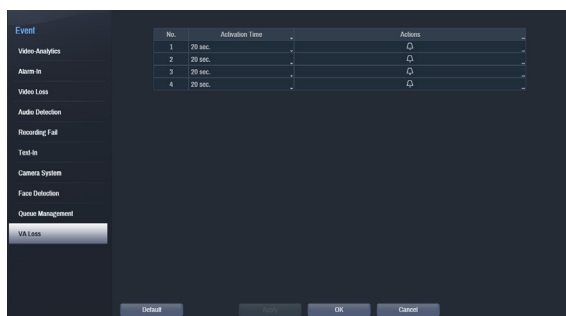 Event
Video-Analytics
Alarm-In
Video Loss
Audio Detection
Recording Fail
Text-In
Camera System
Face Detection
Queue Management
VA Loss
No. Activation Time Actions
1 20 sec.
2 20 sec.
3 20 sec.
4 20 sec.
Default Apply OK Cancel